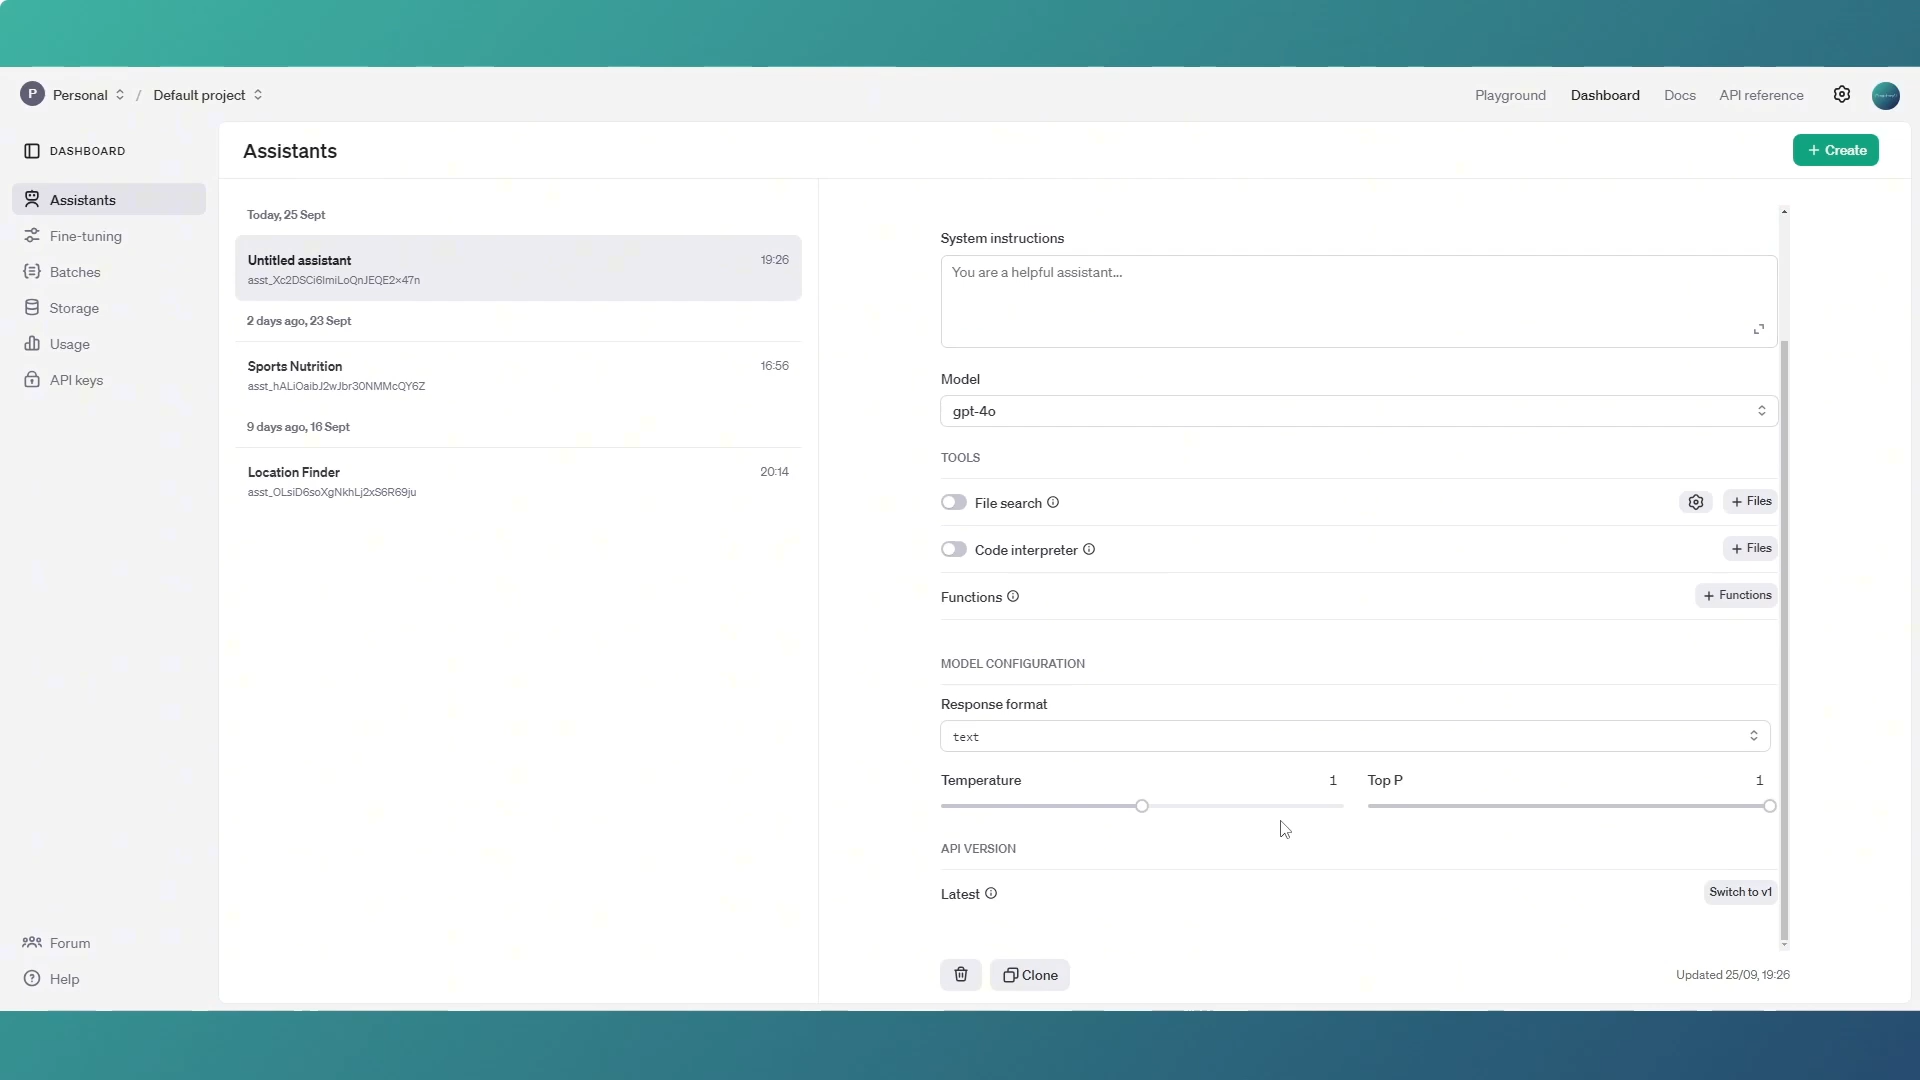 P Personal / Default project
Playground Dashboard Docs API reference
DASHBOARD
Assistants
Fine-tuning
Batches
Storage
Usage
API keys
Forum
Help
Assistants
+ Create
Today, 25 Sept
Untitled assistant 19:26
asst_Xc2DSCi6ImiLoQnJEQE2x47n
2 days ago, 23 Sept
Sports Nutrition 16:56
asst_hALiOaibJ2wJbr30NMMcQY6Z
9 days ago, 16 Sept
Location Finder 20:14
asst_OLsiD6soXgNkhLj2xS6R69ju
System instructions
You are a helpful assistant...
Model
gpt-4o
TOOLS
File search + Files
Code interpreter + Files
Functions + Functions
MODEL CONFIGURATION
Response format
text
Temperature 1 Top P 1
API VERSION
Latest Switch to v1
Clone Updated 25/09, 19:26